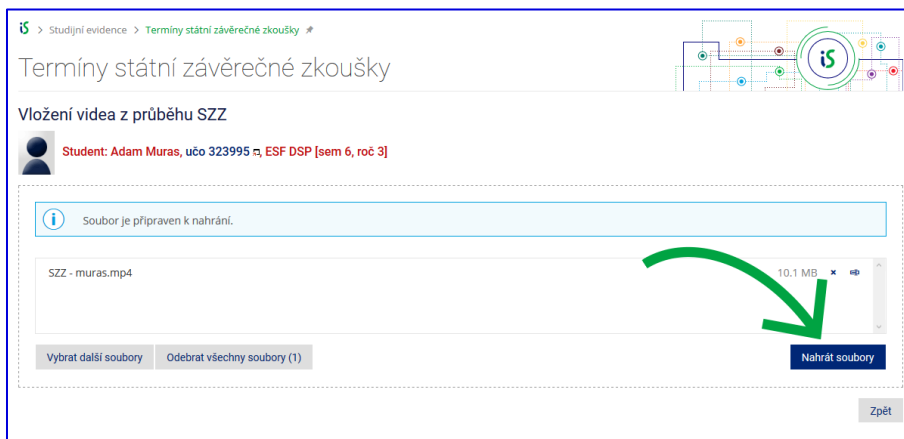 iS > Studijní evidence > Termíny státní závěrečné zkoušky
Termíny státní závěrečné zkoušky
iS
Vložení videa z průběhu SZZ
Student: Adam Muras, učo 323995, ESF DSP [sem 6, roč 3]
i Soubor je připraven k nahrání.
SZZ - muras.mp4 10.1 MB
Vybrat další soubory Odebrat všechny soubory (1) Nahrát soubory
Zpět